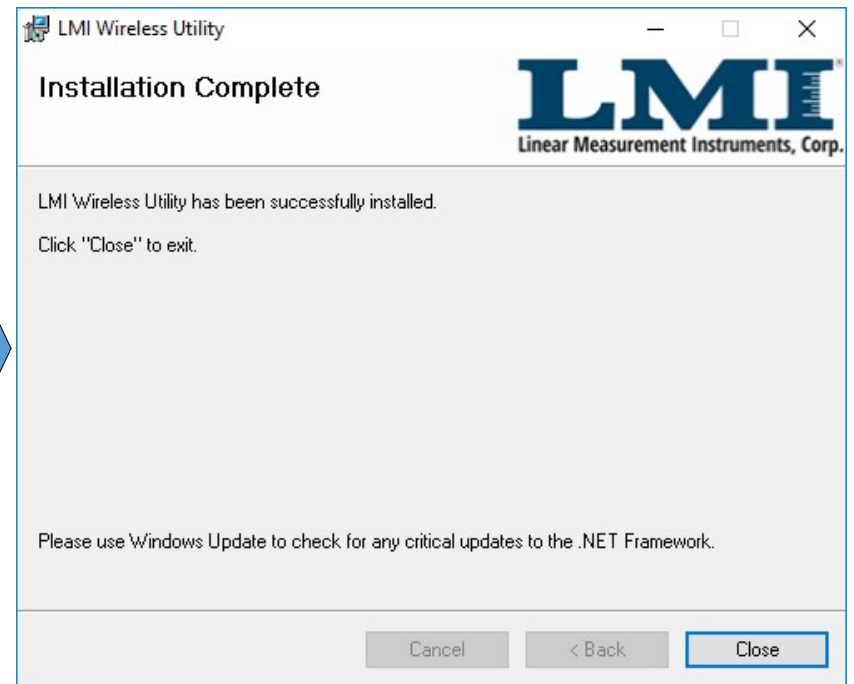 LMI Wireless Utility
Installation Complete
LMI
Linear Measurement Instruments, Corp.
LMI Wireless Utility has been successfully installed.
Click "Close" to exit.
Please use Windows Update to check for any critical updates to the .NET Framework.
Cancel
< Back
Close